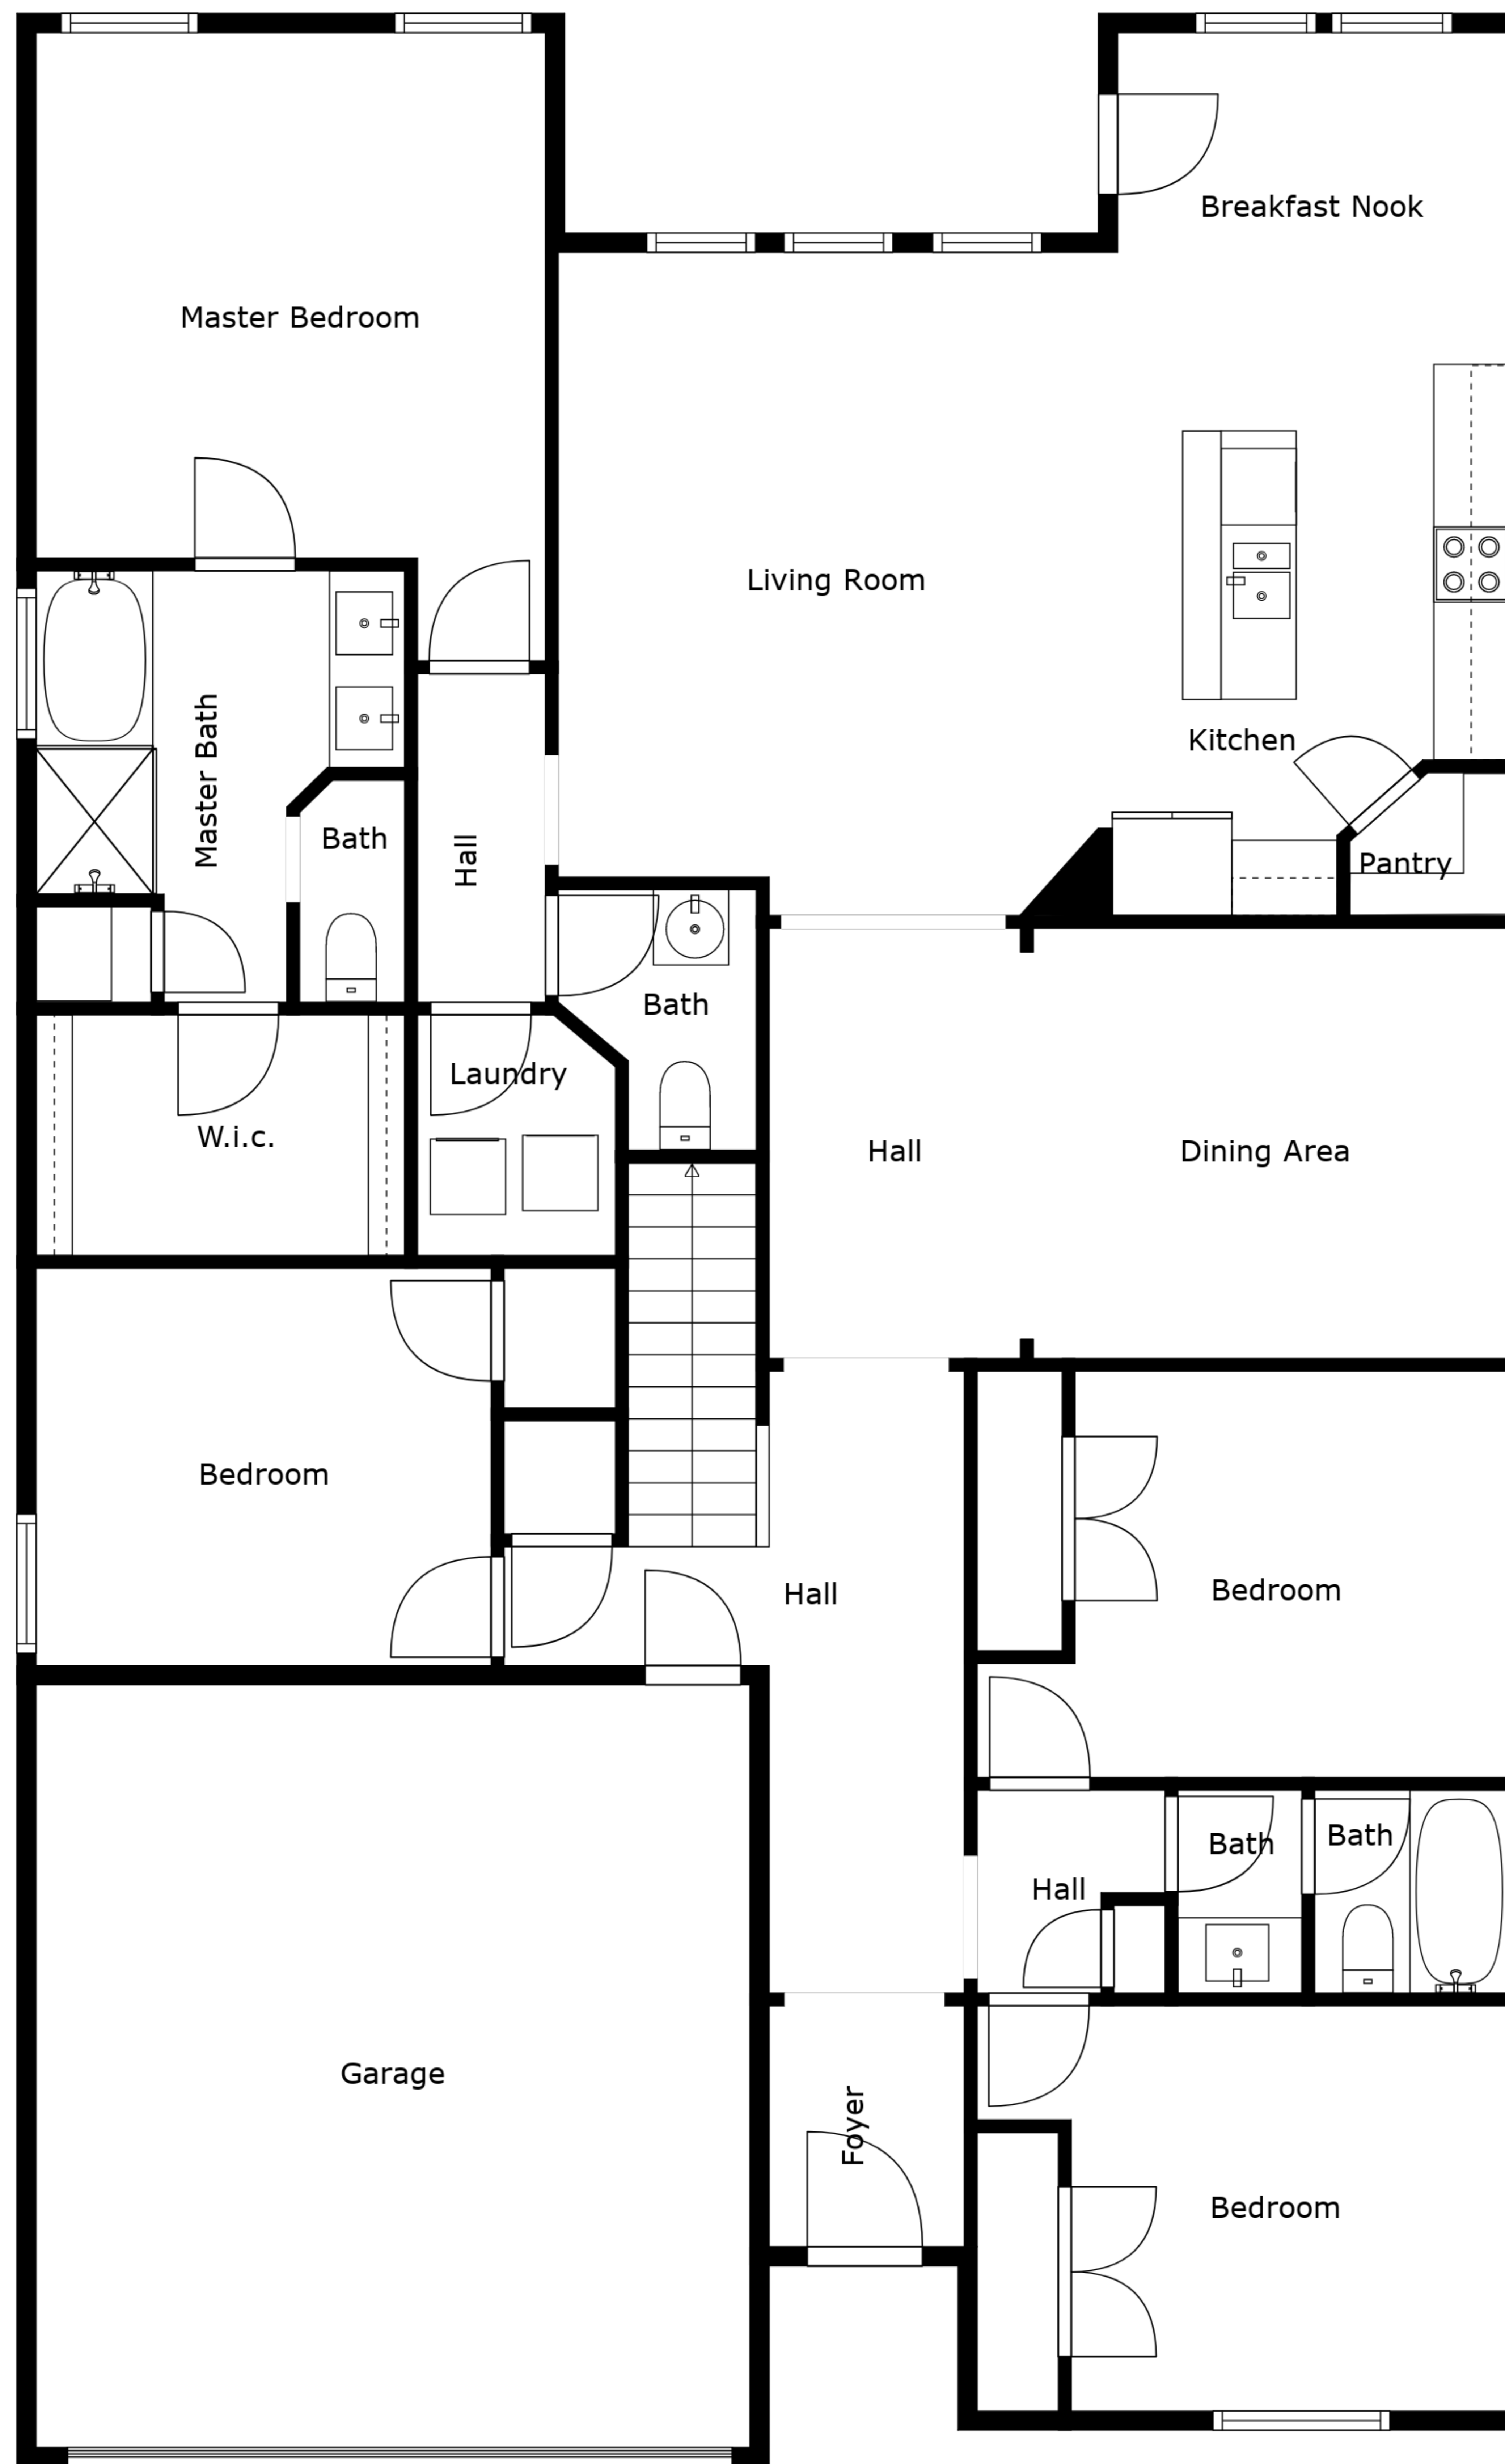 Breakfast Nook
Master Bedroom
Living Room
Kitchen
Master Bath
Bath
Hall
Pantry
Bath
Laundry
W.i.c.
Hall
Dining Area
Bedroom
Hall
Bedroom
Bath
Bath
Hall
Garage
Foyer
Bedroom